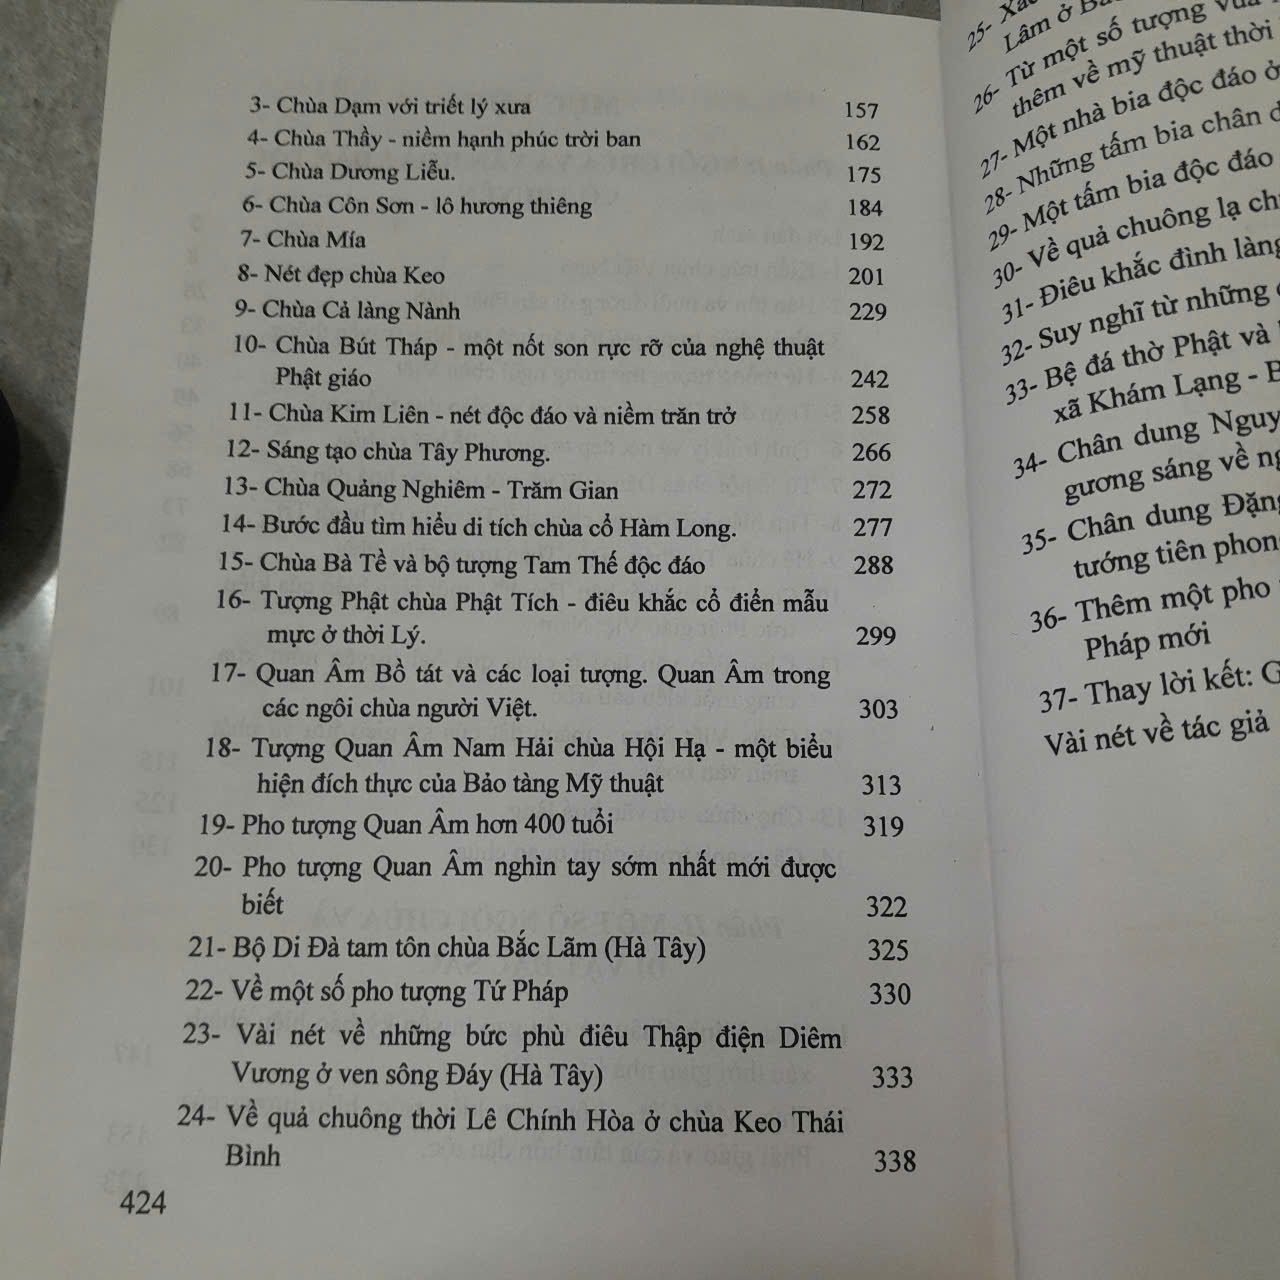 3- Chùa Dạm với triết lý xưa 157
4- Chùa Thầy - niềm hạnh phúc trời ban 162
5- Chùa Dương Liễu. 175
6- Chùa Côn Sơn - lô hương thiêng 184
7- Chùa Mía 192
8- Nét đẹp chùa Keo 201
9- Chùa Cả làng Nành 229
10- Chùa Bút Tháp - một nốt son rực rỡ của nghệ thuật
Phật giáo 242
11- Chùa Kim Liên - nét độc đáo và niềm trăn trở 258
12- Sáng tạo chùa Tây Phương. 266
13- Chùa Quảng Nghiêm - Trăm Gian 272
14- Bước đầu tìm hiểu di tích chùa cổ Hàm Long. 277
15- Chùa Bà Tề và bộ tượng Tam Thế độc đáo 288
16- Tượng Phật chùa Phật Tích - điêu khắc cổ điển mẫu
mực ở thời Lý. 299
17- Quan Âm Bồ tát và các loại tượng. Quan Âm trong
các ngôi chùa người Việt. 303
18- Tượng Quan Âm Nam Hải chùa Hội Hạ - một biểu
hiện đích thực của Bảo tàng Mỹ thuật 313
19- Pho tượng Quan Âm hơn 400 tuổi 319
20- Pho tượng Quan Âm nghìn tay sớm nhất mới được
biết 322
21- Bộ Di Đà tam tôn chùa Bắc Lãm (Hà Tây) 325
22- Về một số pho tượng Tứ Pháp 330
23- Vài nét về những bức phù điêu Thập điện Diêm
Vương ở ven sông Đáy (Hà Tây) 333
24- Về quả chuông thời Lê Chính Hòa ở chùa Keo Thái
Bình 338
424
25-
Lâm ở
26- Từ một số tượng
thêm về mỹ thuật thời
27- Một nhà bia độc đáo ở
28- Những tấm bia chân
29- Một tấm bia độc đáo
30- Về quả chuông lạ
31- Điêu khắc đình làng
32- Suy nghĩ từ những
33- Bệ đá thờ Phật và
xã Khám Lạng -
34- Chân dung
gương sáng về
35- Chân dung
tướng tiên
36- Thêm một pho
Pháp mới
37- Thay lời kết:
Vài nét về tác giả